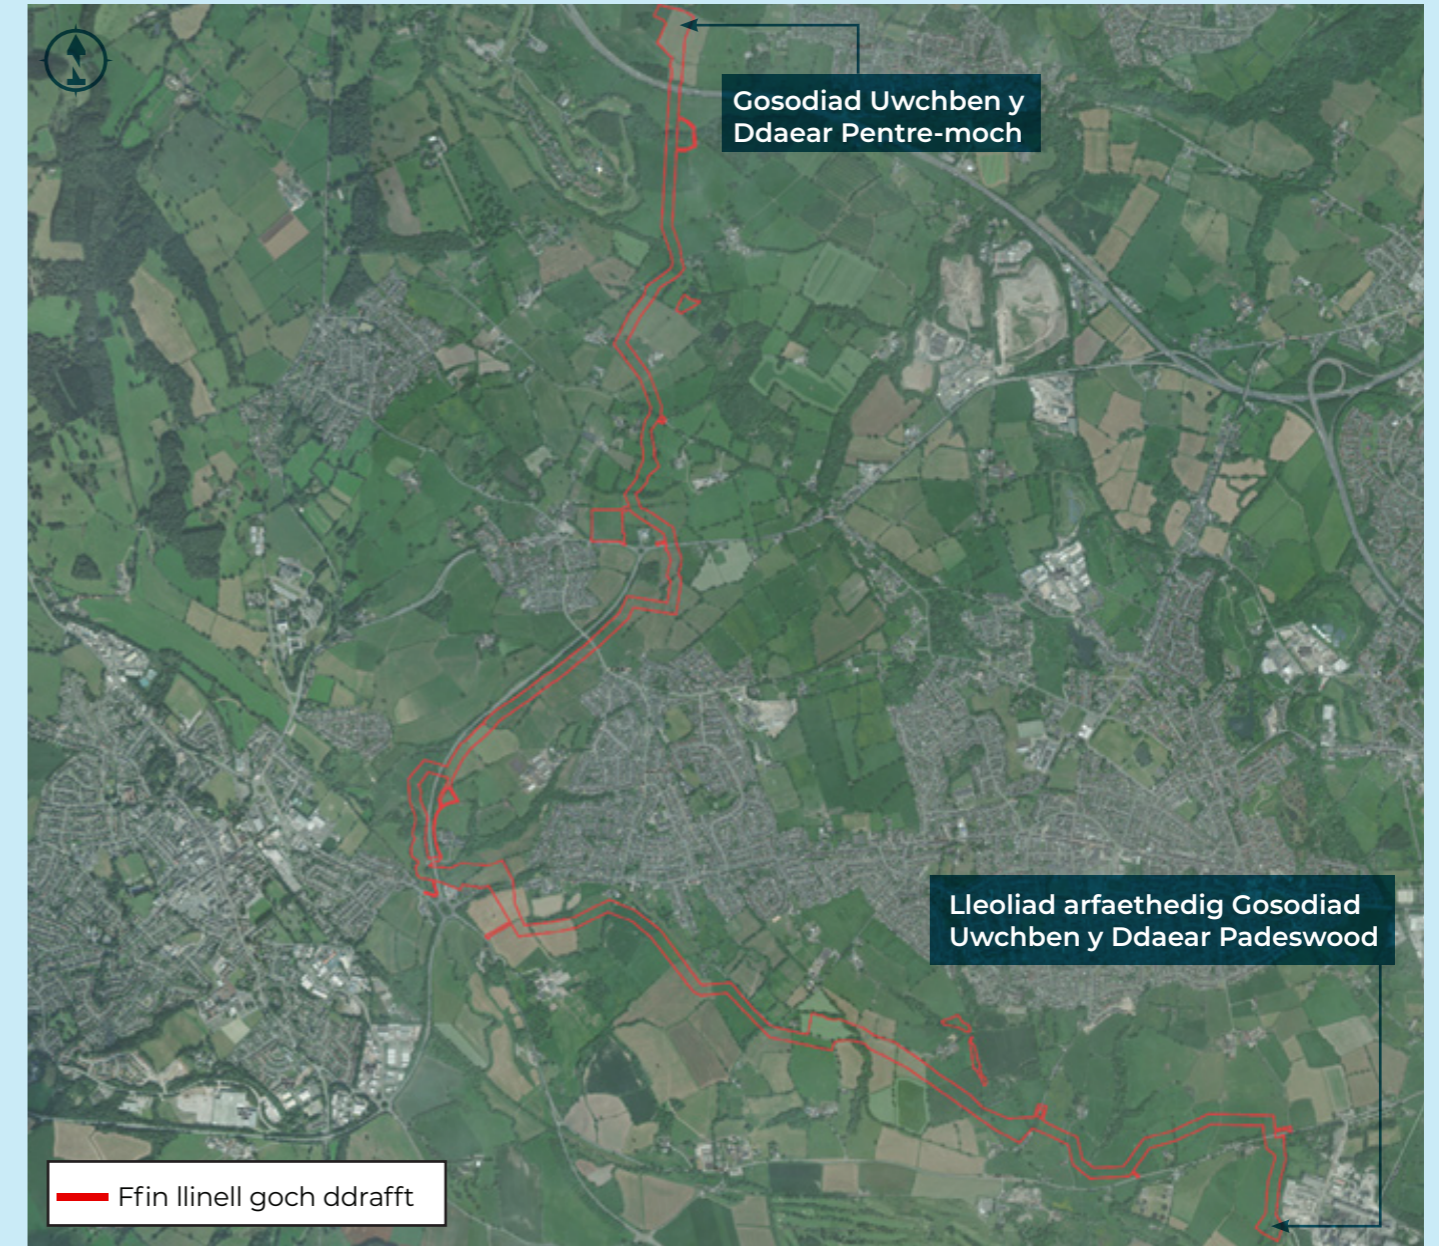 N
Gosodiad Uwchben y
Ddaear Pentre-moch
Lleoliad arfaethedig Gosodiad
Uwchben y Ddaear Padeswood
Ffin llinell goch ddrafft